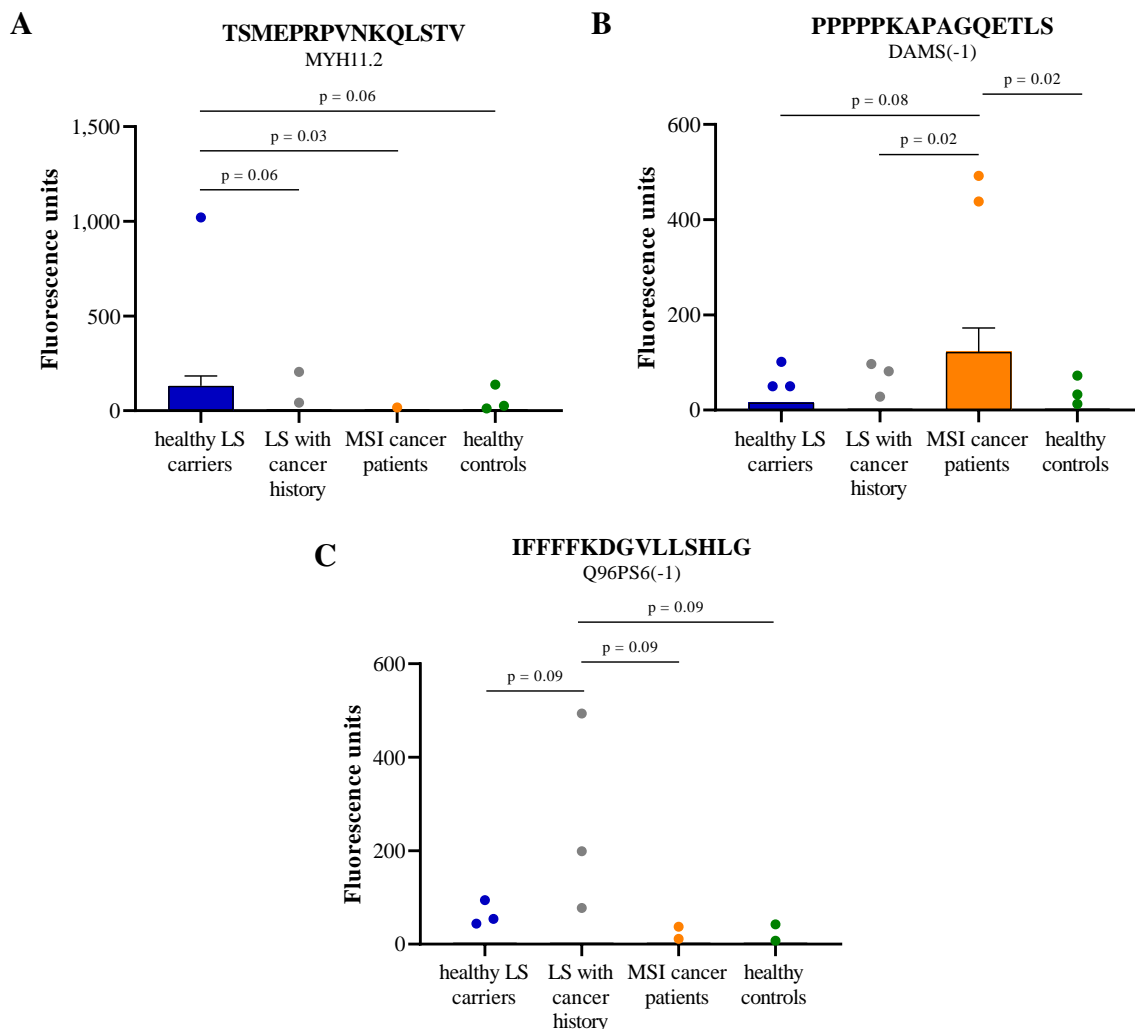 A
TSMEPRPVNKQLSTV
MYH11.2
p = 0.06
p = 0.03
p = 0.06
1,500
1,000
500
0
Fluorescence units
healthy LS
carriers
LS with
cancer
history
MSI cancer
patients
healthy
controls
B
PPPPPKAPAGQETLS
DAMS(-1)
p = 0.02
p = 0.08
p = 0.02
600
400
200
0
Fluorescence units
healthy LS
carriers
LS with
cancer
history
MSI cancer
patients
healthy
controls
C
IFFFFKDGVLLSHLG
Q96PS6(-1)
p = 0.09
p = 0.09
p = 0.09
600
400
200
0
Fluorescence units
healthy LS
carriers
LS with
cancer
history
MSI cancer
patients
healthy
controls